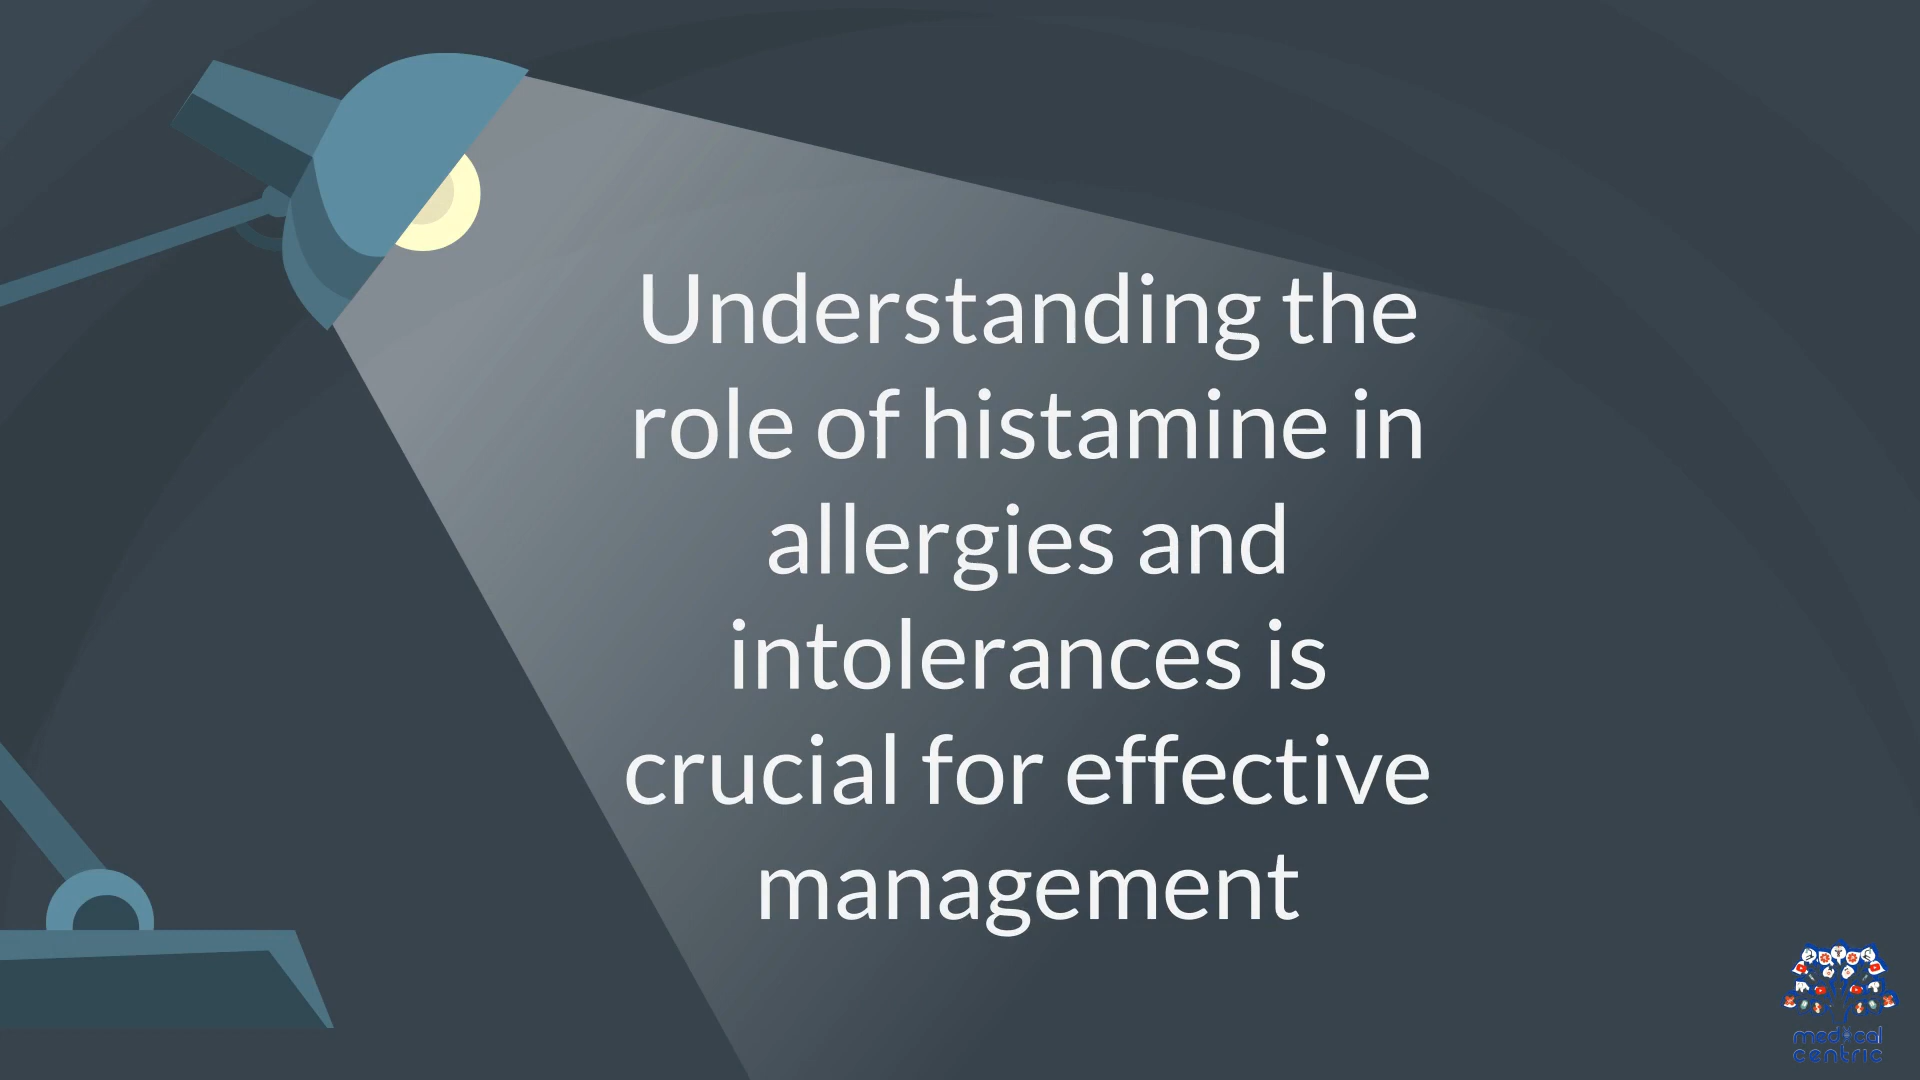 Understanding the
role of histamine in
allergies and
intolerances is
crucial for effective
management
medical
centric